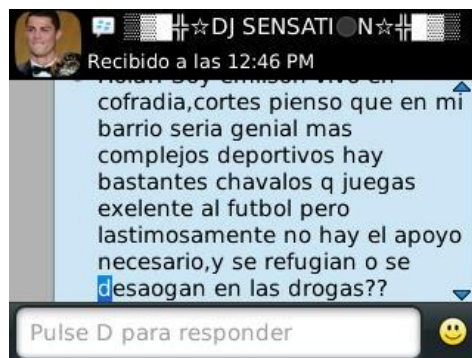 ▒▓█╬☆DJ SENSATI●N☆╬█▓▒
Recibido a las 12:46 PM
vivo en
cofradia,cortes pienso que en mi
barrio seria genial mas
complejos deportivos hay
bastantes chavalos q juegas
exelente al futbol pero
lastimosamente no hay el apoyo
necesario,y se refugian o se
desaogan en las drogas??
Pulse D para responder